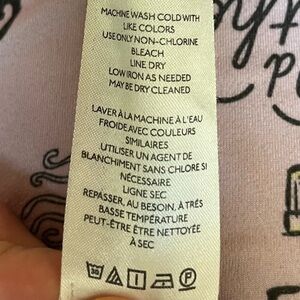 MACHINE WASH COLD WITH
LIKE COLORS
USE ONLY NON-CHLORINE
BLEACH
LINE DRY
LOW IRON AS NEEDED
MAY BE DRY CLEANED
LAVER À LA MACHINE À L'EAU
FROIDE AVEC COULEURS
SIMILAIRES
UTILISER UN AGENT DE
BLANCHIMENT SANS CHLORE SI
NÉCESSAIRE
LIGNE SEC
REPASSER, AU BESOIN, À TRÈS
BASSE TEMPÉRATURE
PEUT-ÊTRE ÊTRE NETTOYÉE
À SEC
30
P